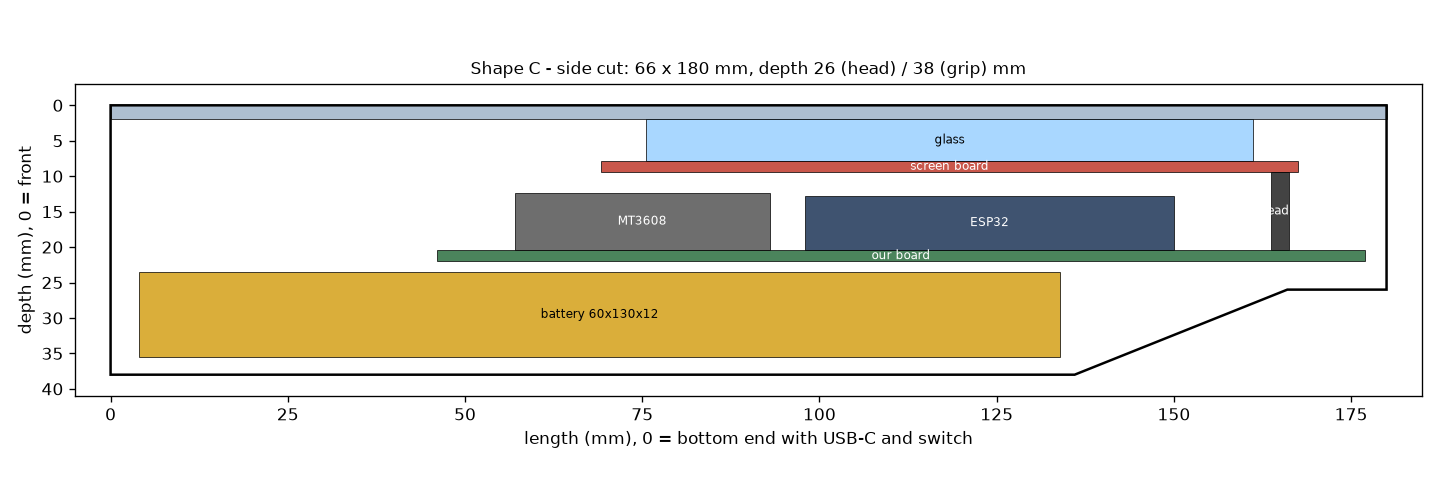 Shape C - side cut: 66 x 180 mm, depth 26 (head) / 38 (grip) mm
depth (mm), 0 = front
0
5
10
15
20
25
30
35
40
glass
screen board
MT3608
ESP32
ead
our board
battery 60x130x12
0
25
50
75
100
125
150
175
length (mm), 0 = bottom end with USB-C and switch